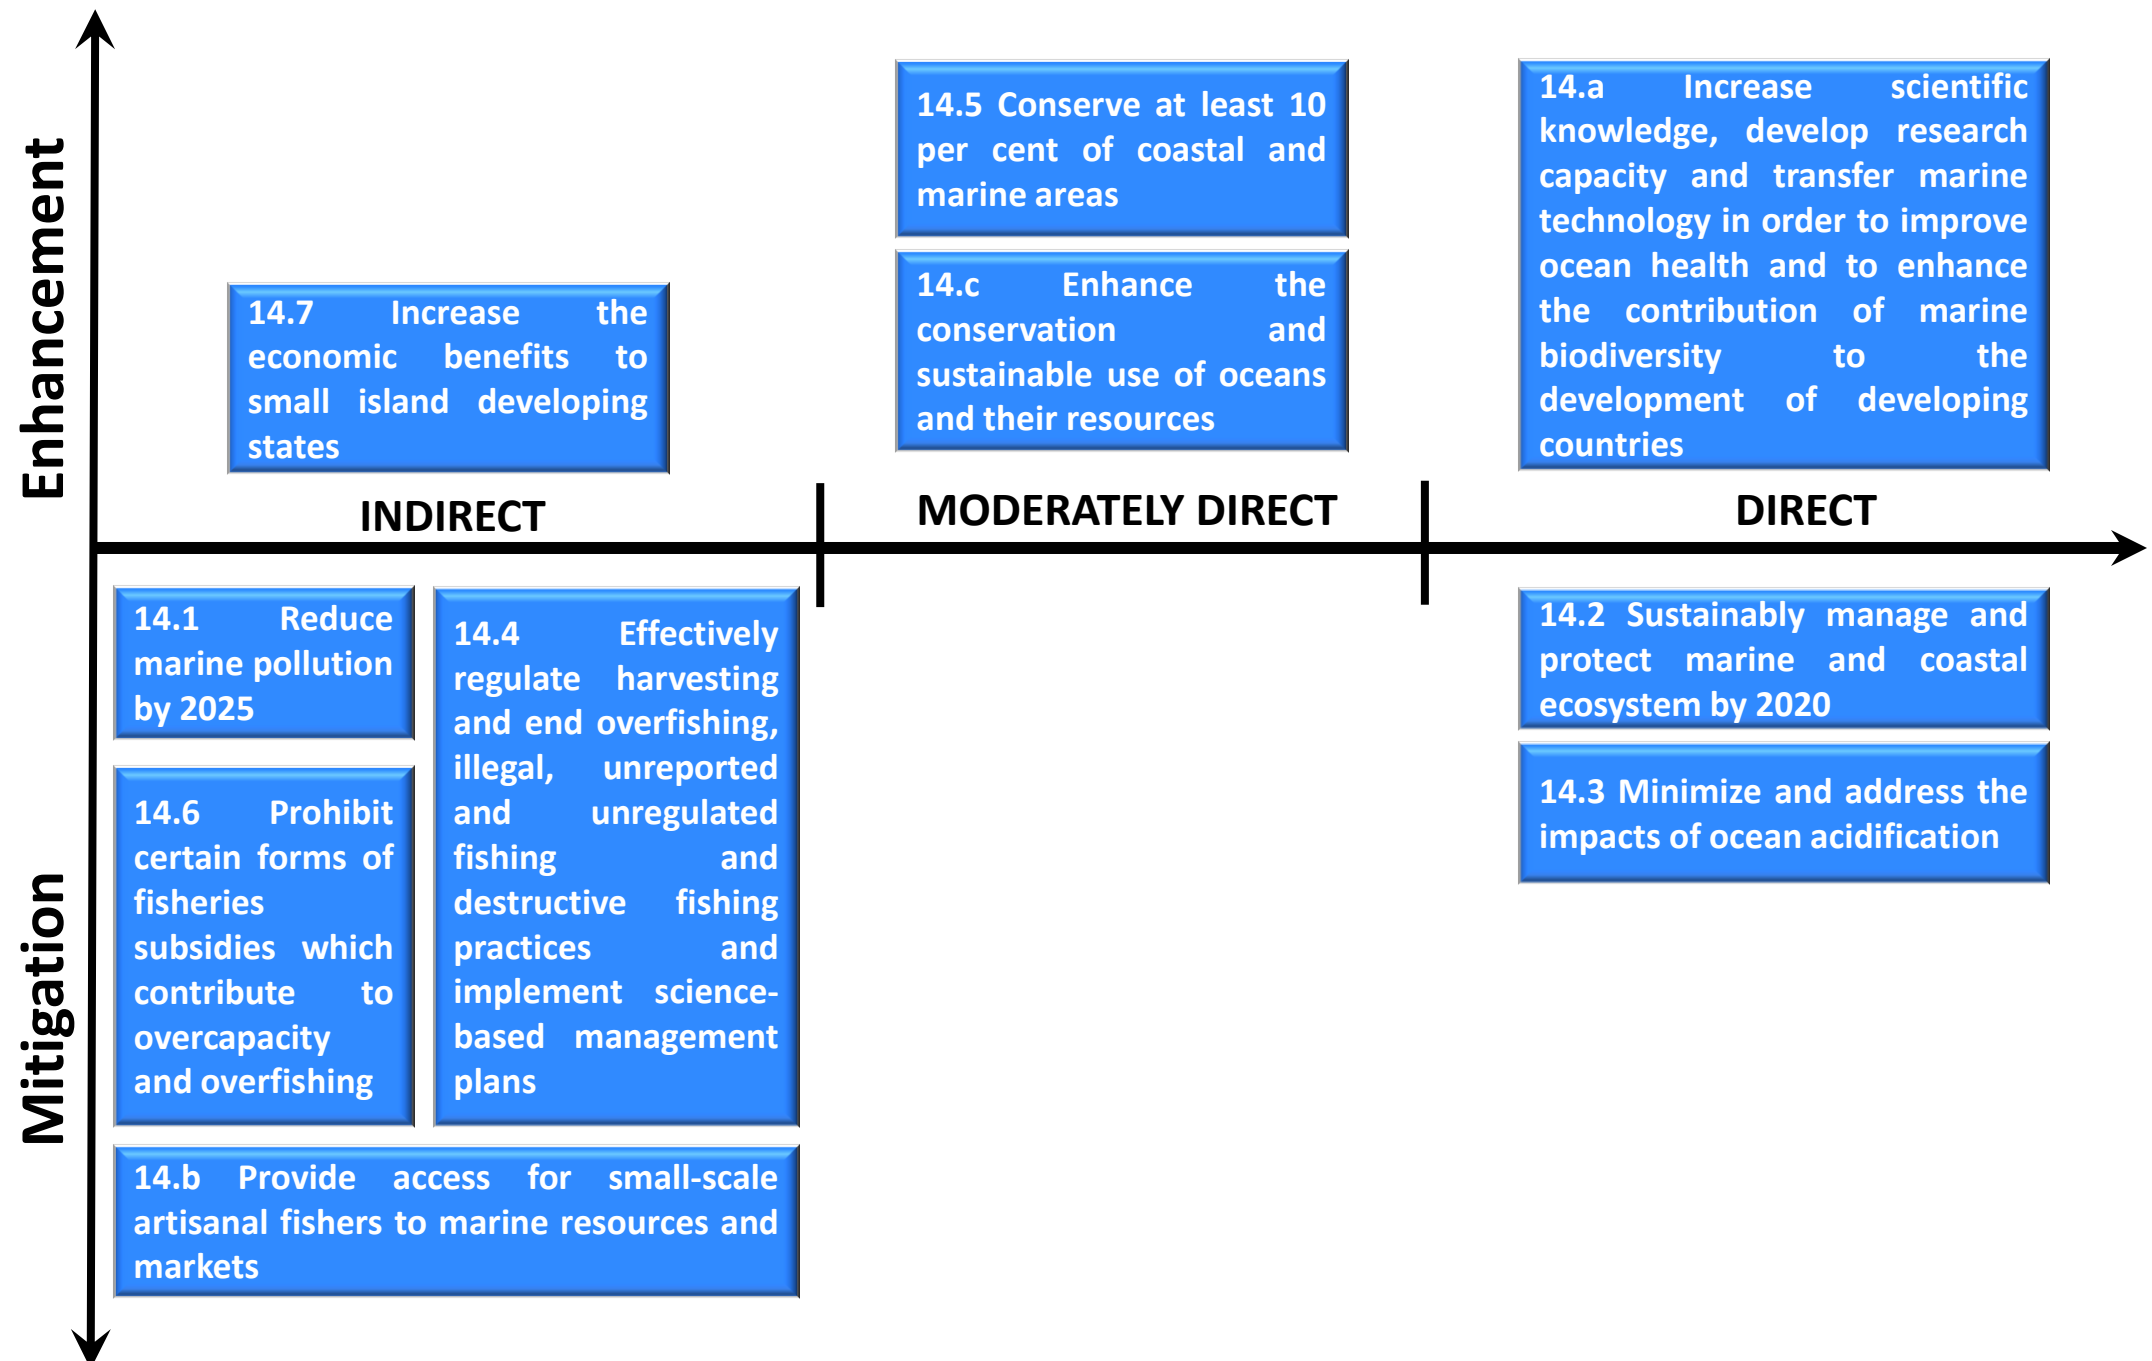 Enhancement
14.7 Increase the
economic benefits to
small island developing
states
14.5 Conserve at least 10
per cent of coastal and
marine areas
14.c Enhance the
conservation and
sustainable use of oceans
and their resources
14.a Increase scientific
knowledge, develop research
capacity and transfer marine
technology in order to improve
ocean health and to enhance
the contribution of marine
biodiversity to the
development of developing
countries
INDIRECT
MODERATELY DIRECT
DIRECT
Mitigation
14.1 Reduce
marine pollution
by 2025
14.6 Prohibit
certain forms of
fisheries
subsidies which
contribute to
overcapacity
and overfishing
14.4 Effectively
regulate harvesting
and end overfishing,
illegal, unreported
and unregulated
fishing and
destructive fishing
practices and
implement science-
based management
plans
14.b Provide access for small-scale
artisanal fishers to marine resources and
markets
14.2 Sustainably manage and
protect marine and coastal
ecosystem by 2020
14.3 Minimize and address the
impacts of ocean acidification